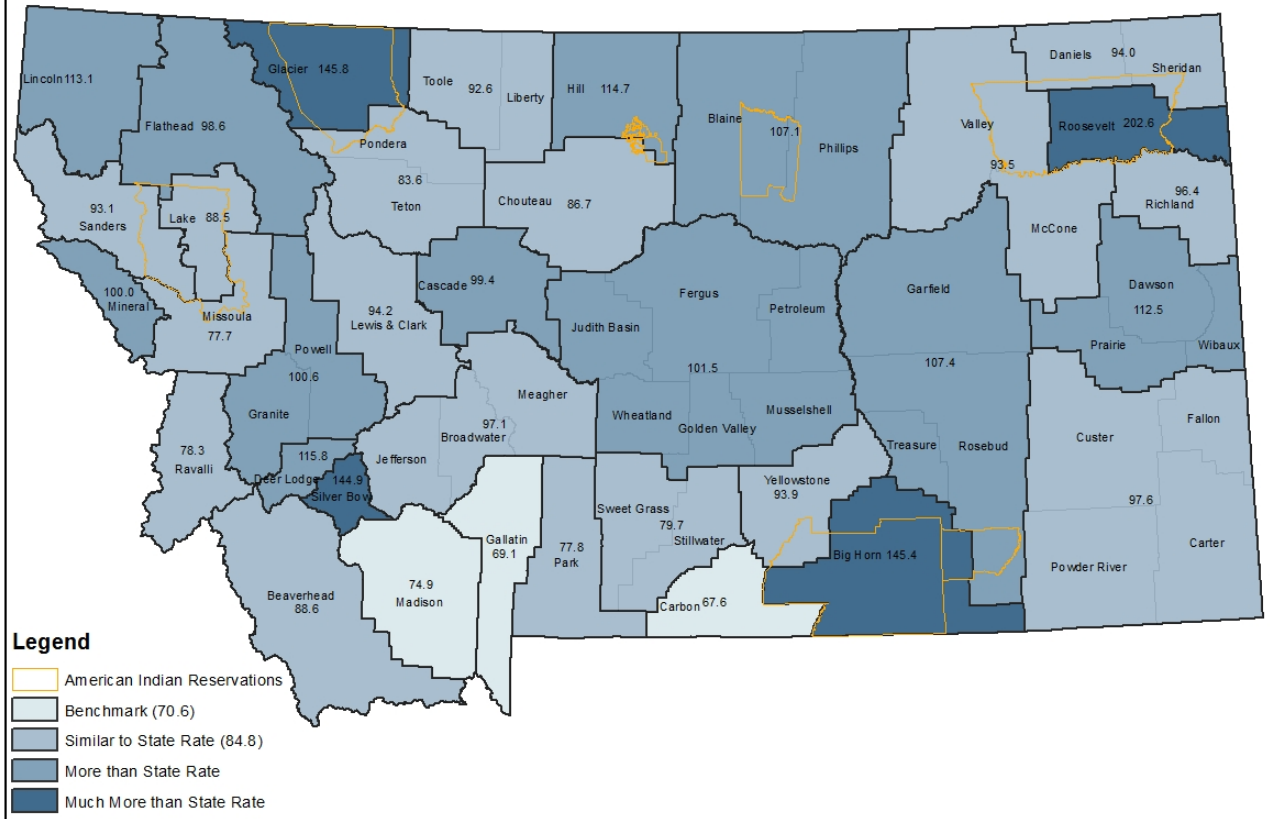 Lincoln 113.1
Flathead 98.6
Glacier 145.8
Toole
92.6
Liberty
Hill 114.7
Blaine
107.1
Phillips
Valley
93.5
Daniels 94.0
Sheridan
Roosevelt 202.6
Pondera
83.6
Teton
Chouteau
86.7
96.4
Richland
McCone
93.1
Sanders
Lake 88.5
100.0
Mineral
Missoula
77.7
94.2
Lewis & Clark
Cascade 99.4
Judith Basin
Fergus
Petroleum
101.5
Wheatland
Golden Valley
Musselshell
Garfield
107.4
Treasure
Rosebud
Dawson
112.5
Prairie
Wibaux
Powell
100.6
Granite
78.3
Ravalli
115.8
Deer Lodge
144.9
Silver Bow
Jefferson
Broadwater
97.1
Meagher
Gallatin
69.1
74.9
Madison
Beaverhead
88.6
77.8
Park
Sweet Grass
79.7
Stillwater
Yellowstone
93.9
Carbon 67.6
Big Horn 145.4
Custer
Fallon
97.6
Powder River
Carter
Legend
American Indian Reservations
Benchmark (70.6)
Similar to State Rate (84.8)
More than State Rate
Much More than State Rate